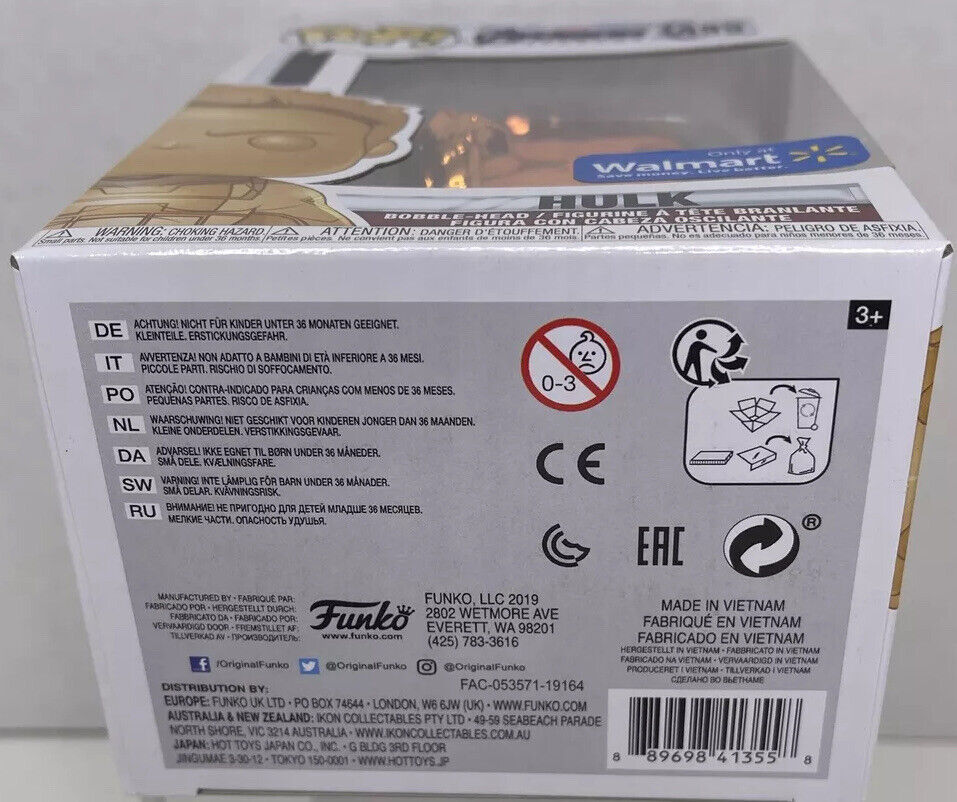 Only at
Walmart
Save money. Live better.
HULK
BOBBLE-HEAD / FIGURINE À TÊTE BRANLANTE
FIGURA CON CABEZA OSCILANTE
WARNING: CHOKING HAZARD. ATTENTION: DANGER D'ÉTOUFFEMENT. ADVERTENCIA: PELIGRO DE ASFIXIA.
Small parts. Not suitable for children under 36 months. Petites pièces. Ne convient pas aux enfants de moins de 36 mois. Partes pequeñas. No es adecuado para niños menores de 36 meses.
3+
DE ACHTUNG! NICHT FÜR KINDER UNTER 36 MONATEN GEEIGNET.
KLEINTEILE. ERSTICKUNGSGEFAHR.
IT AVVERTENZA! NON ADATTO A BAMBINI DI ETÀ INFERIORE A 36 MESI.
PICCOLE PARTI. RISCHIO DI SOFFOCAMENTO.
PO ATENÇÃO! CONTRA-INDICADO PARA CRIANÇAS COM MENOS DE 36 MESES.
PEQUENAS PARTES. RISCO DE ASFIXIA.
NL WAARSCHUWING! NIET GESCHIKT VOOR KINDEREN JONGER DAN 36 MAANDEN.
KLEINE ONDERDELEN. VERSTIKKINGSGEVAAR.
DA ADVARSEL! IKKE EGNET TIL BØRN UNDER 36 MÅNEDER.
SMÅ DELE. KVÆLNINGSFARE.
SW VARNING! INTE LÄMPLIG FÖR BARN UNDER 36 MÅNADER.
SMÅ DELAR. KVÄVNINGSRISK.
RU ВНИМАНИЕ! НЕ ПРИГОДНО ДЛЯ ДЕТЕЙ МЛАДШЕ 36 МЕСЯЦЕВ.
МЕЛКИЕ ЧАСТИ. ОПАСНОСТЬ УДУШЬЯ.
0-3
CE
EAC
®
MANUFACTURED BY • FABRIQUÉ PAR:
FABRICADO POR • HERGESTELLT DURCH:
FABBRICATO DA • FABRICADO POR:
VERVAARDIGD DOOR • FREMSTILLET AF:
TILLVERKAD AV • ПРОИЗВОДИТЕЛЬ:
Funko
www.funko.com
FUNKO, LLC 2019
2802 WETMORE AVE
EVERETT, WA 98201
(425) 783-3616
/OriginalFunko @OriginalFunko @OriginalFunko
FAC-053571-19164
MADE IN VIETNAM
FABRIQUÉ EN VIETNAM
FABRICADO EN VIETNAM
HERGESTELLT IN VIETNAM • FABBRICATO IN VIETNAM
FABRICADO NA VIETNAM • VERVAARDIGD IN VIETNAM
PRODUCERET I VIETNAM • TILLVERKAD I VIETNAM
СДЕЛАНО ВО ВЬЕТНАМЕ
DISTRIBUTION BY:
EUROPE: FUNKO UK LTD • PO BOX 74644 • LONDON, W6 6JW (UK) • WWW.FUNKO.COM
AUSTRALIA & NEW ZEALAND: IKON COLLECTABLES PTY LTD • 49-59 SEABEACH PARADE
NORTH SHORE, VIC 3214 AUSTRALIA • WWW.IKONCOLLECTABLES.COM.AU
JAPAN: HOT TOYS JAPAN CO., INC. • G BLDG 3RD FLOOR
JINGUMAE 3-30-12 • TOKYO 150-0001 • WWW.HOTTOYS.JP
8 89698 41355 8